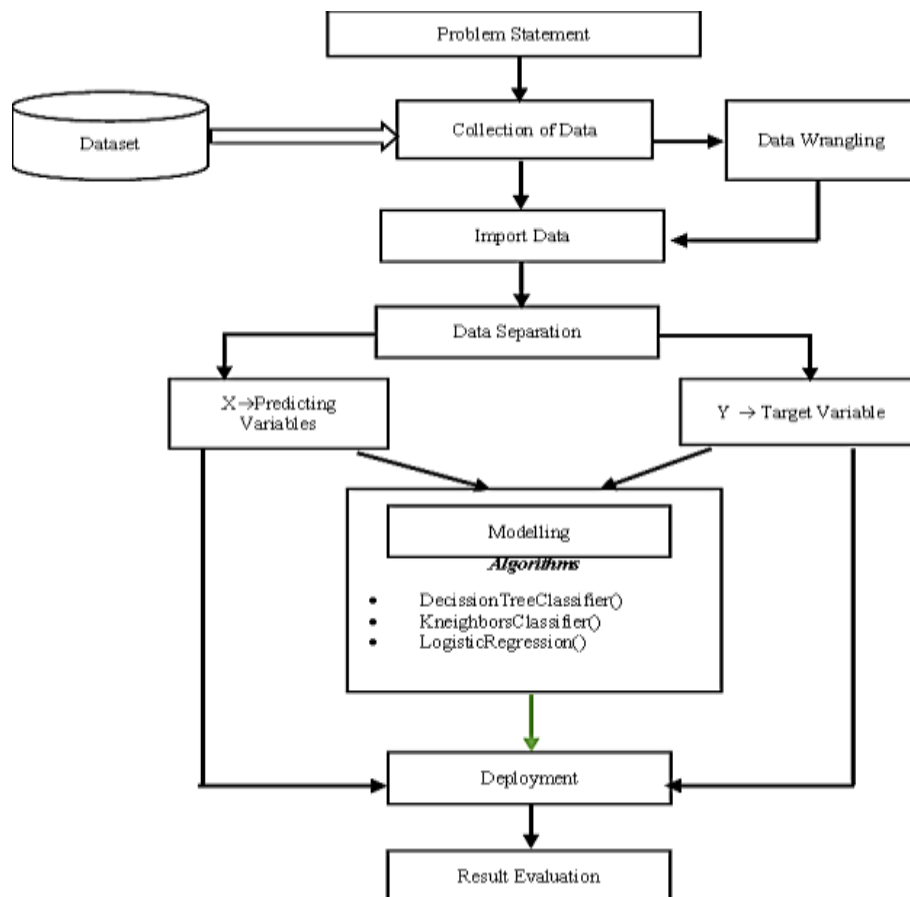 Problem Statement
Dataset
Collection of Data
Data Wrangling
Import Data
Data Separation
X→Predicting
Variables
Y → Target Variable
Modelling
Algorithms
• DecissionTreeClassifier()
• KneighborsClassifier()
• LogisticRegression()
Deployment
Result Evaluation